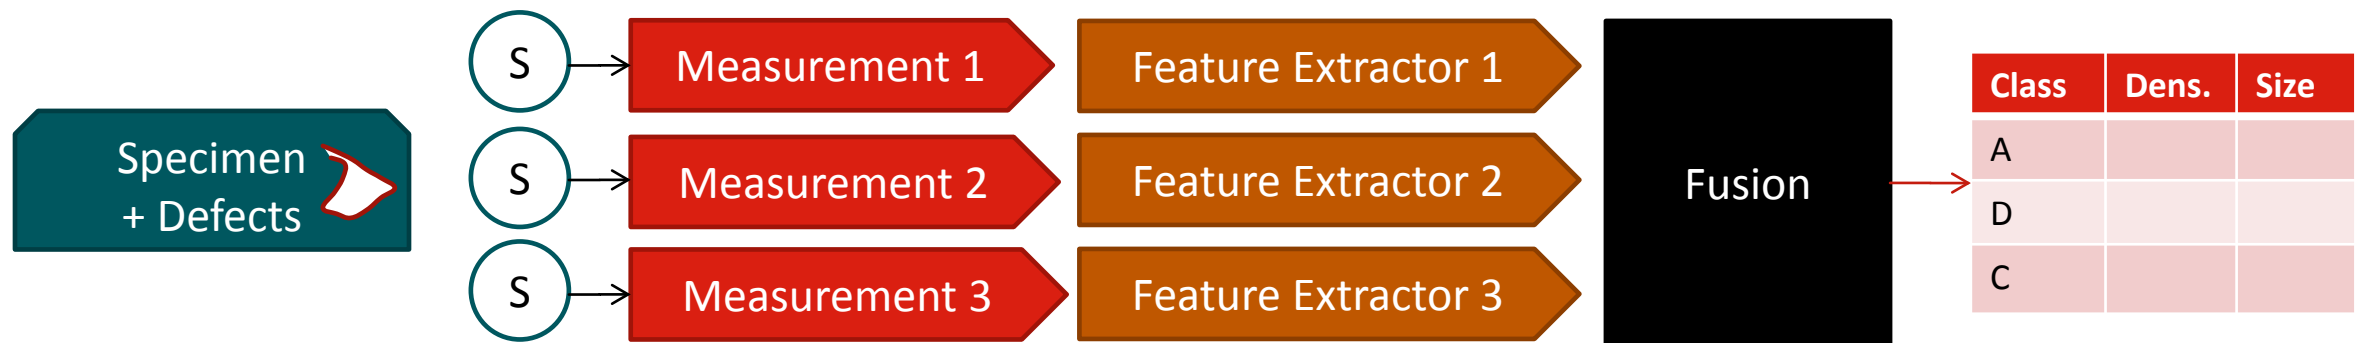 Specimen
+ Defects
S
Measurement 1
Feature Extractor 1
S
Measurement 2
Feature Extractor 2
S
Measurement 3
Feature Extractor 3
Fusion
Class Dens. Size
A
D
C